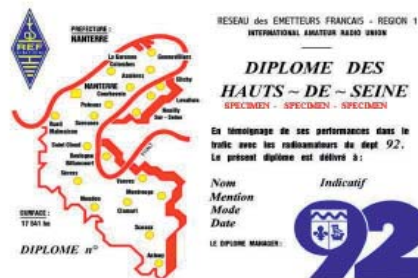 REF
PREFECTURE:
NANTERRE
La Garenne
Colombes
Gennevilliers
Asnières
Clichy
NANTERRE
Courbevoie
Levallois
Puteaux
Neuilly
Sur - Seine
Suresnes
Rueil
Malmaison
Saint Cloud
Boulogne
Billancourt
PARIS
Sèvres
Vanves
Montrouge
Meudon
Clamart
Sceaux
Antony
SURFACE:
17 541 ha
DIPLOME n°
RESEAU des EMETTEURS FRANCAIS - REGION 1
INTERNATIONAL AMATEUR RADIO UNION
DIPLOME DES
HAUTS ~ DE ~ SEINE
SPECIMEN - SPECIMEN - SPECIMEN
En témoignage de ses performances dans le
trafic avec les radioamateurs du dept 92.
Le présent diplôme est délivré à :
Nom Indicatif
Mention
Mode
Date
LE DIPLOME MANAGER:
92